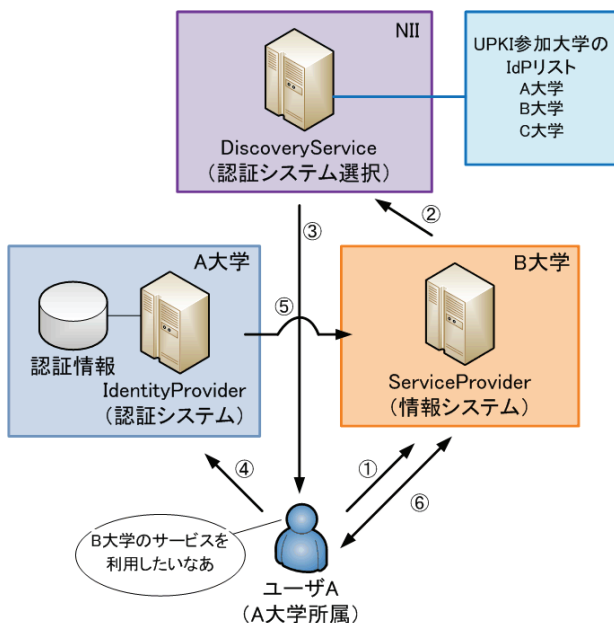 NII
DiscoveryService
（認証システム選択）
UPKI参加大学の
IdPリスト
A大学
B大学
C大学
②
③
A大学
認証情報
IdentityProvider
（認証システム）
⑤
B大学
ServiceProvider
（情報システム）
④
①
⑥
B大学のサービスを
利用したいなあ
ユーザA
（A大学所属）